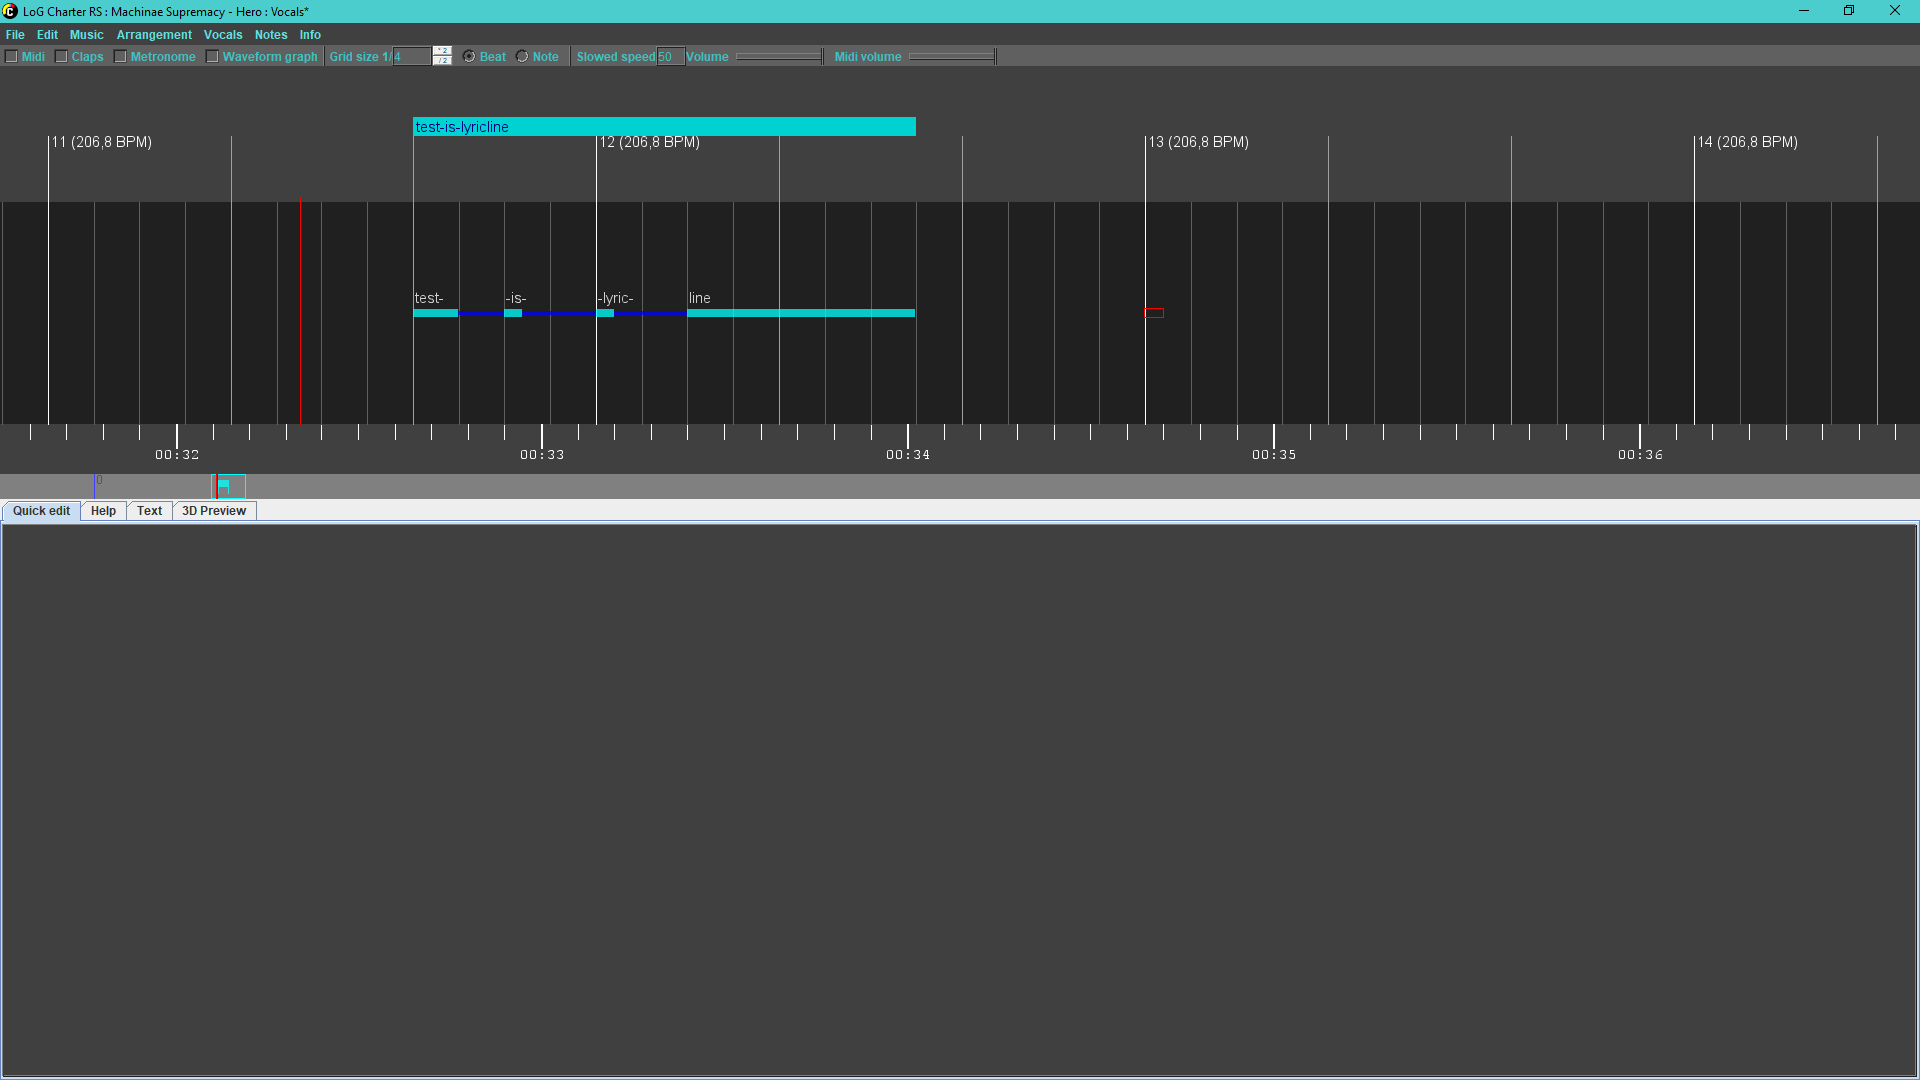 LoG Charter RS : Machinae Supremacy - Hero : Vocals*
File Edit Music Arrangement Vocals Notes Info
Midi Claps Metronome Waveform graph Grid size 1/ 4 * 2 / 2 Beat Note Slowed speed 50 Volume Midi volume
test-is-lyricline
11 (206,8 BPM) 12 (206,8 BPM) 13 (206,8 BPM) 14 (206,8 BPM)
test- -is- -lyric- line
00:32 00:33 00:34 00:35 00:36
0
Quick edit Help Text 3D Preview